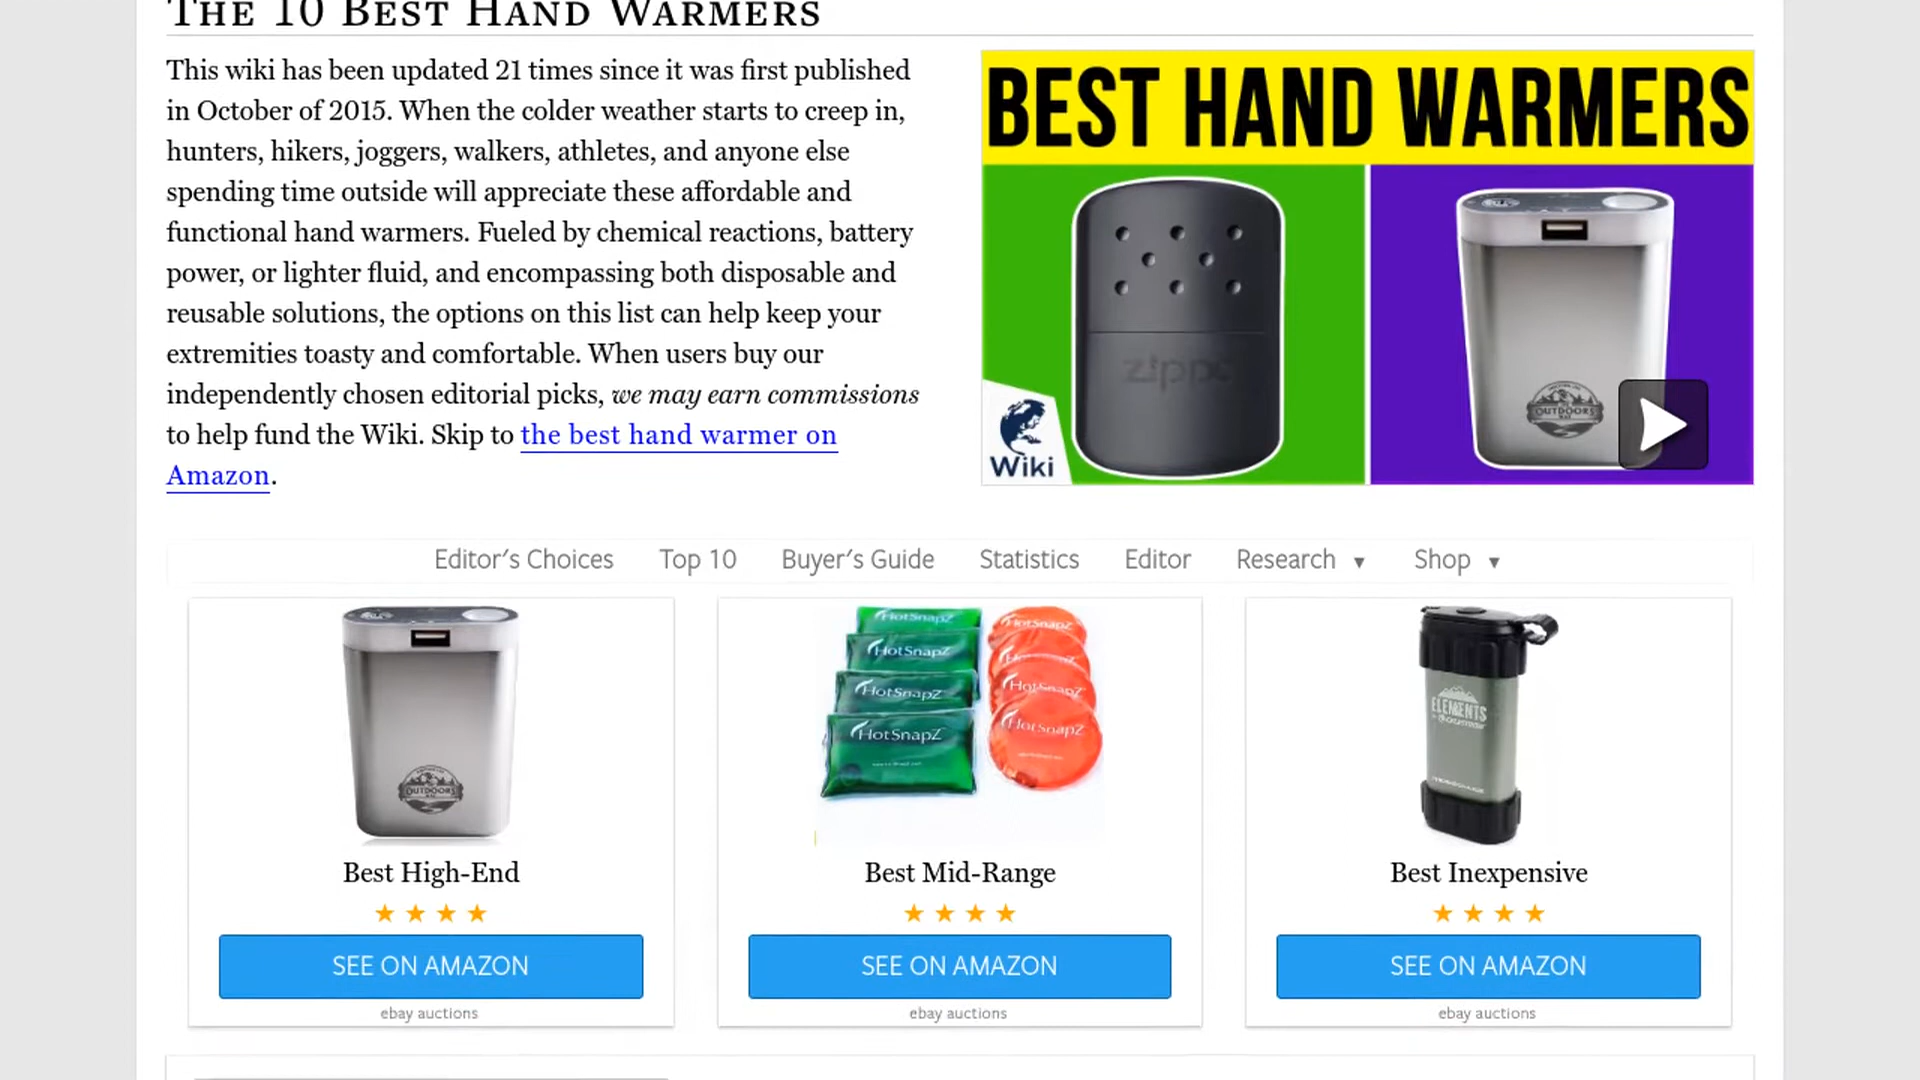 THE 10 BEST HAND WARMERS
This wiki has been updated 21 times since it was first published
in October of 2015. When the colder weather starts to creep in,
hunters, hikers, joggers, walkers, athletes, and anyone else
spending time outside will appreciate these affordable and
functional hand warmers. Fueled by chemical reactions, battery
power, or lighter fluid, and encompassing both disposable and
reusable solutions, the options on this list can help keep your
extremities toasty and comfortable. When users buy our
independently chosen editorial picks, we may earn commissions
to help fund the Wiki. Skip to the best hand warmer on
Amazon.
BEST HAND WARMERS
zippo
OUTDOORS
Wiki
Editor's Choices Top 10 Buyer's Guide Statistics Editor Research ▼ Shop ▼
OUTDOORS
HotSnapZ
HotSnapZ
HotSnapZ
HotSnapZ
HotSnapZ
HotSnapZ
HotSnapZ
HotSnapZ
ELEMENTS
Best High-End
★ ★ ★ ★
SEE ON AMAZON
ebay auctions
Best Mid-Range
★ ★ ★ ★
SEE ON AMAZON
ebay auctions
Best Inexpensive
★ ★ ★ ★
SEE ON AMAZON
ebay auctions